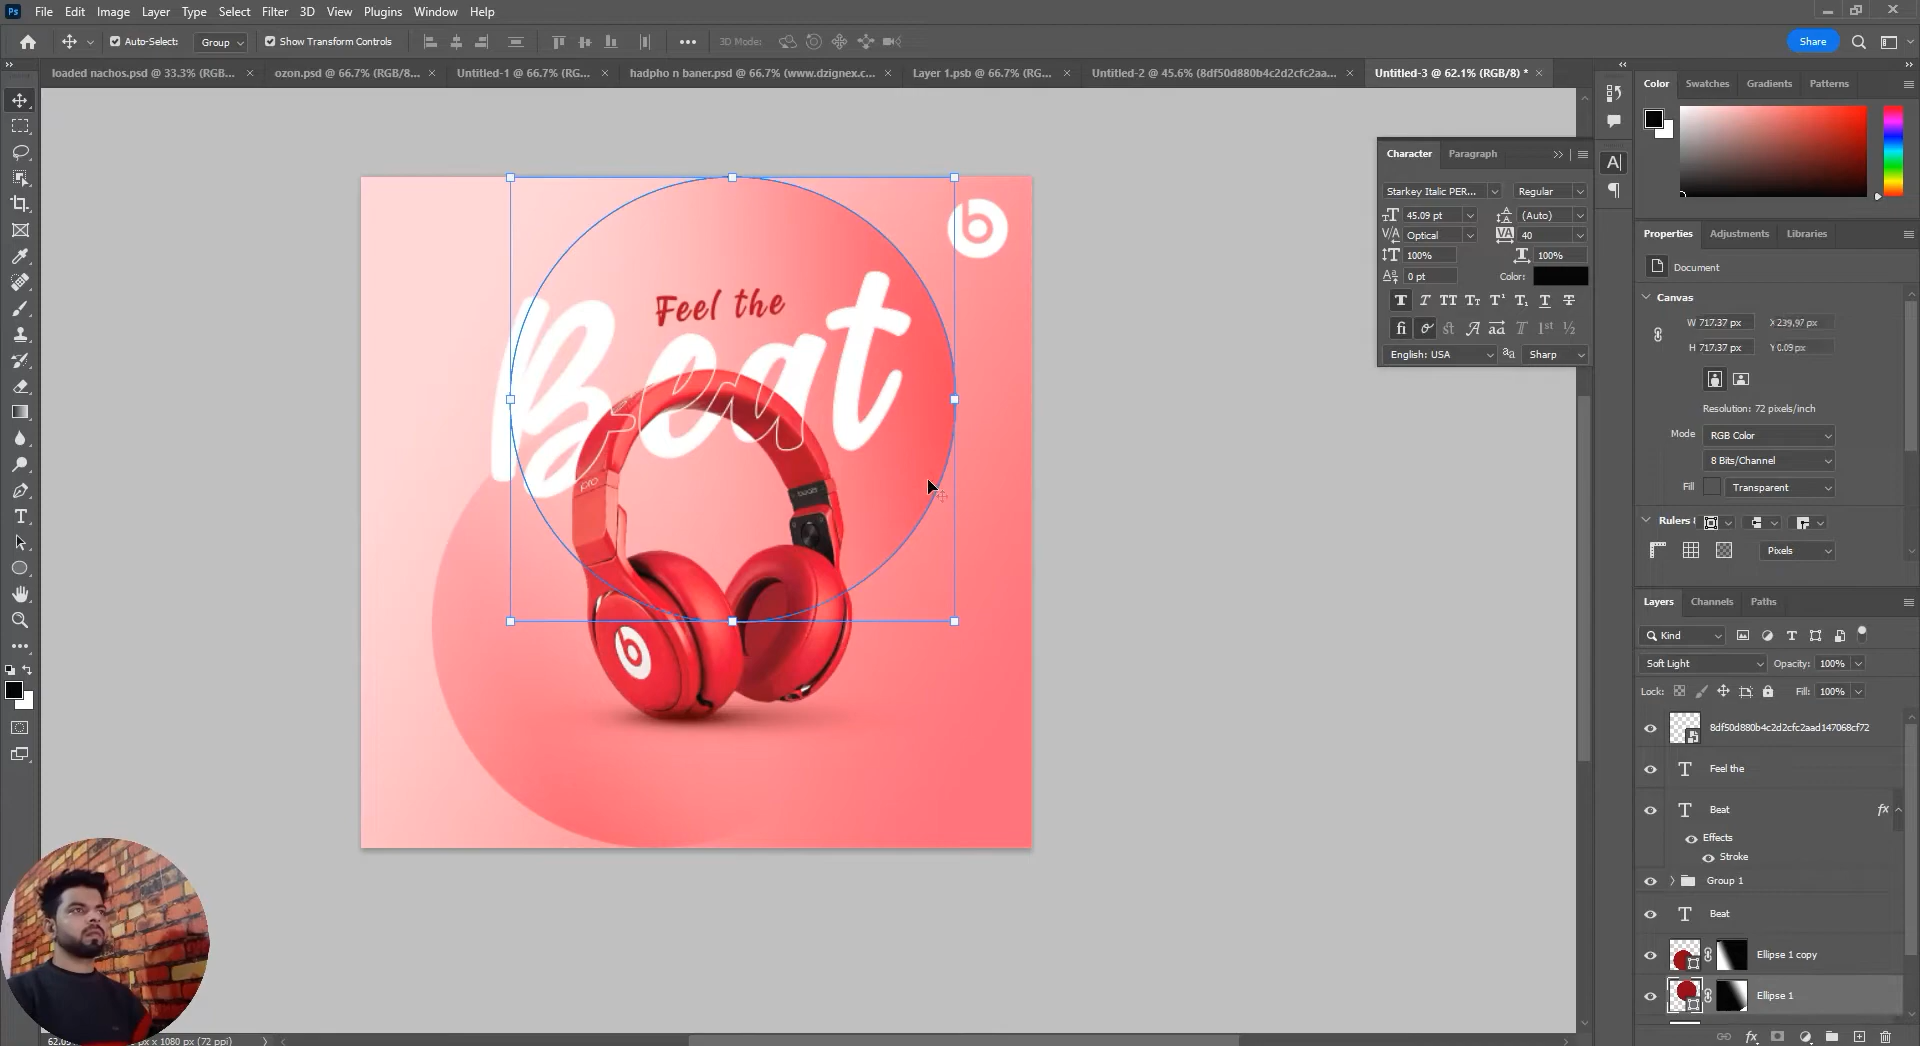 Ps File Edit Image Layer Type Select Filter 3D View Plugins Window Help
Auto-Select: Group Show Transform Controls 3D Mode: Share
loaded nachos.psd @ 33.3% (RGB... × ozon.psd @ 66.7% (RGB/8... × Untitled-1 @ 66.7% (RG... × hadpho n baner.psd @ 66.7% (www.dzignex.c... × Layer 1.psb @ 66.7% (RG... × Untitled-2 @ 45.6% (8df50d880b4c2d2cfc2aa... × Untitled-3 @ 62.1% (RGB/8) * ×
Color Swatches Gradients Patterns
Character Paragraph
Starkey Italic PER... Regular
45.09 pt (Auto)
Optical 40
100% 100%
0 pt Color:
English: USA aa Sharp
Properties Adjustments Libraries
Document
Canvas
W 717.37 px X 239.97 px
H 717.37 px Y 0.09 px
Resolution: 72 pixels/inch
Mode RGB Color
8 Bits/Channel
Fill Transparent
Rulers
Pixels
Feel the
Beat
pro
beats
b
Layers Channels Paths
Kind
Soft Light Opacity: 100%
Lock: Fill: 100%
8df50d880b4c2d2cfc2aad147068cf72
Feel the
Beat fx
Effects
Stroke
Group 1
Beat
Ellipse 1 copy
Ellipse 1
px x 1080 px (72 ppi)